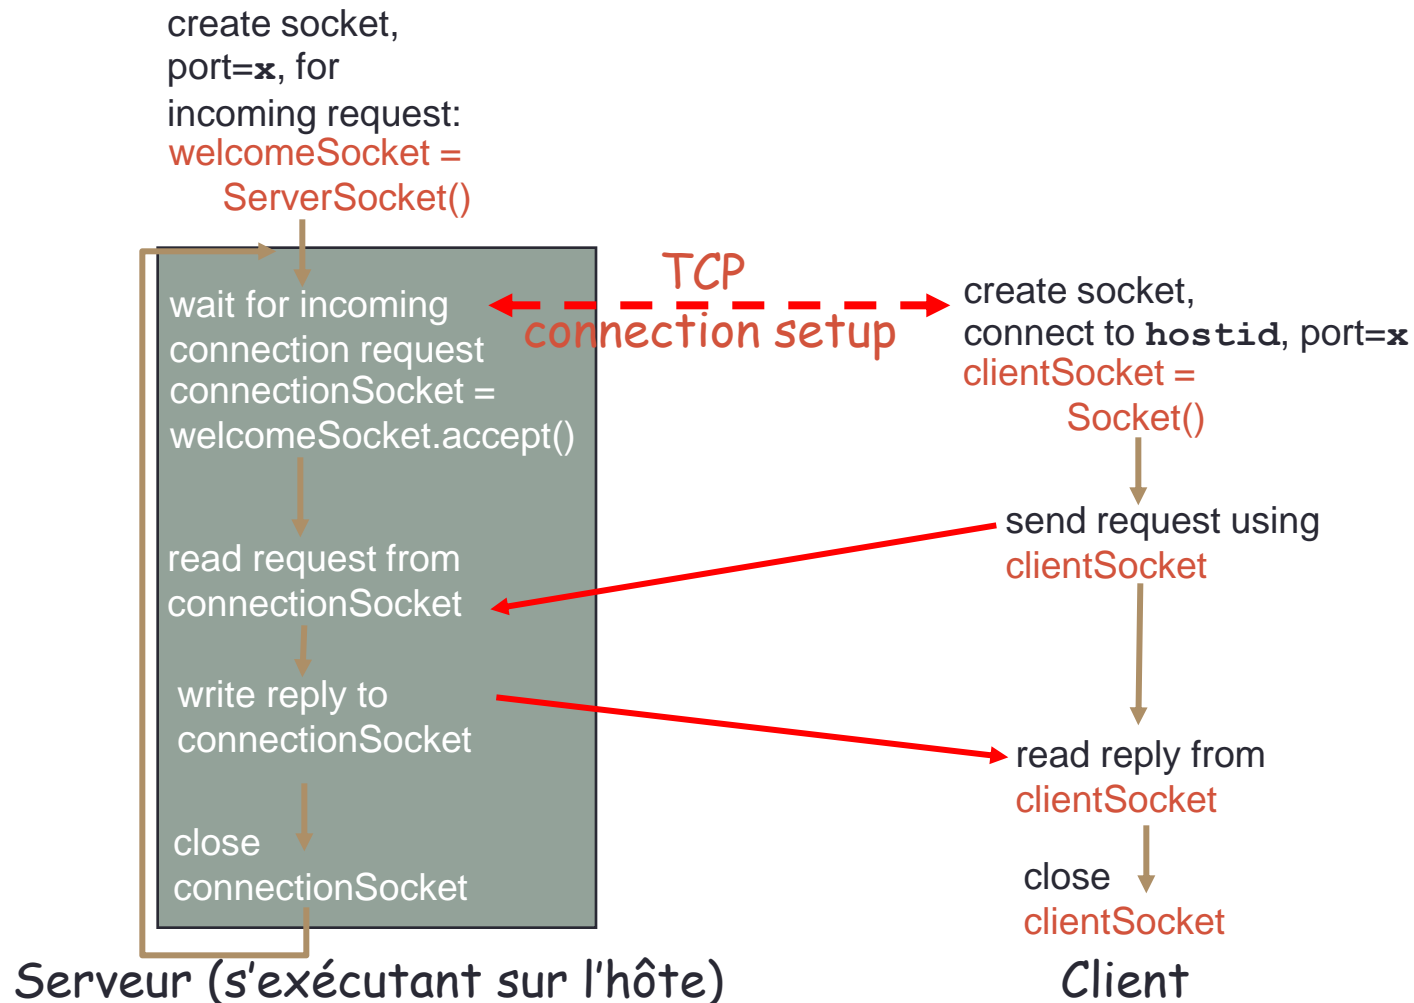 create socket,
port=x, for
incoming request:
welcomeSocket =
ServerSocket()
wait for incoming
connection request
connectionSocket =
welcomeSocket.accept()
read request from
connectionSocket
write reply to
connectionSocket
close
connectionSocket
Serveur (s'exécutant sur l'hôte)
TCP
connection setup
create socket,
connect to hostid, port=x
clientSocket =
Socket()
send request using
clientSocket
read reply from
clientSocket
close
clientSocket
Client